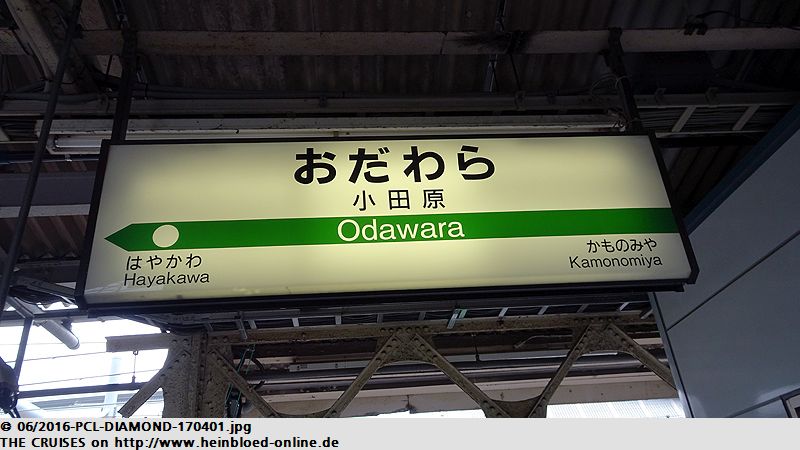 おだわら
小田原
Odawara
はやかわ
Hayakawa
かものみや
Kamonomiya
© 06/2016-PCL-DIAMOND-170401.jpg
THE CRUISES on http://www.heinbloed-online.de